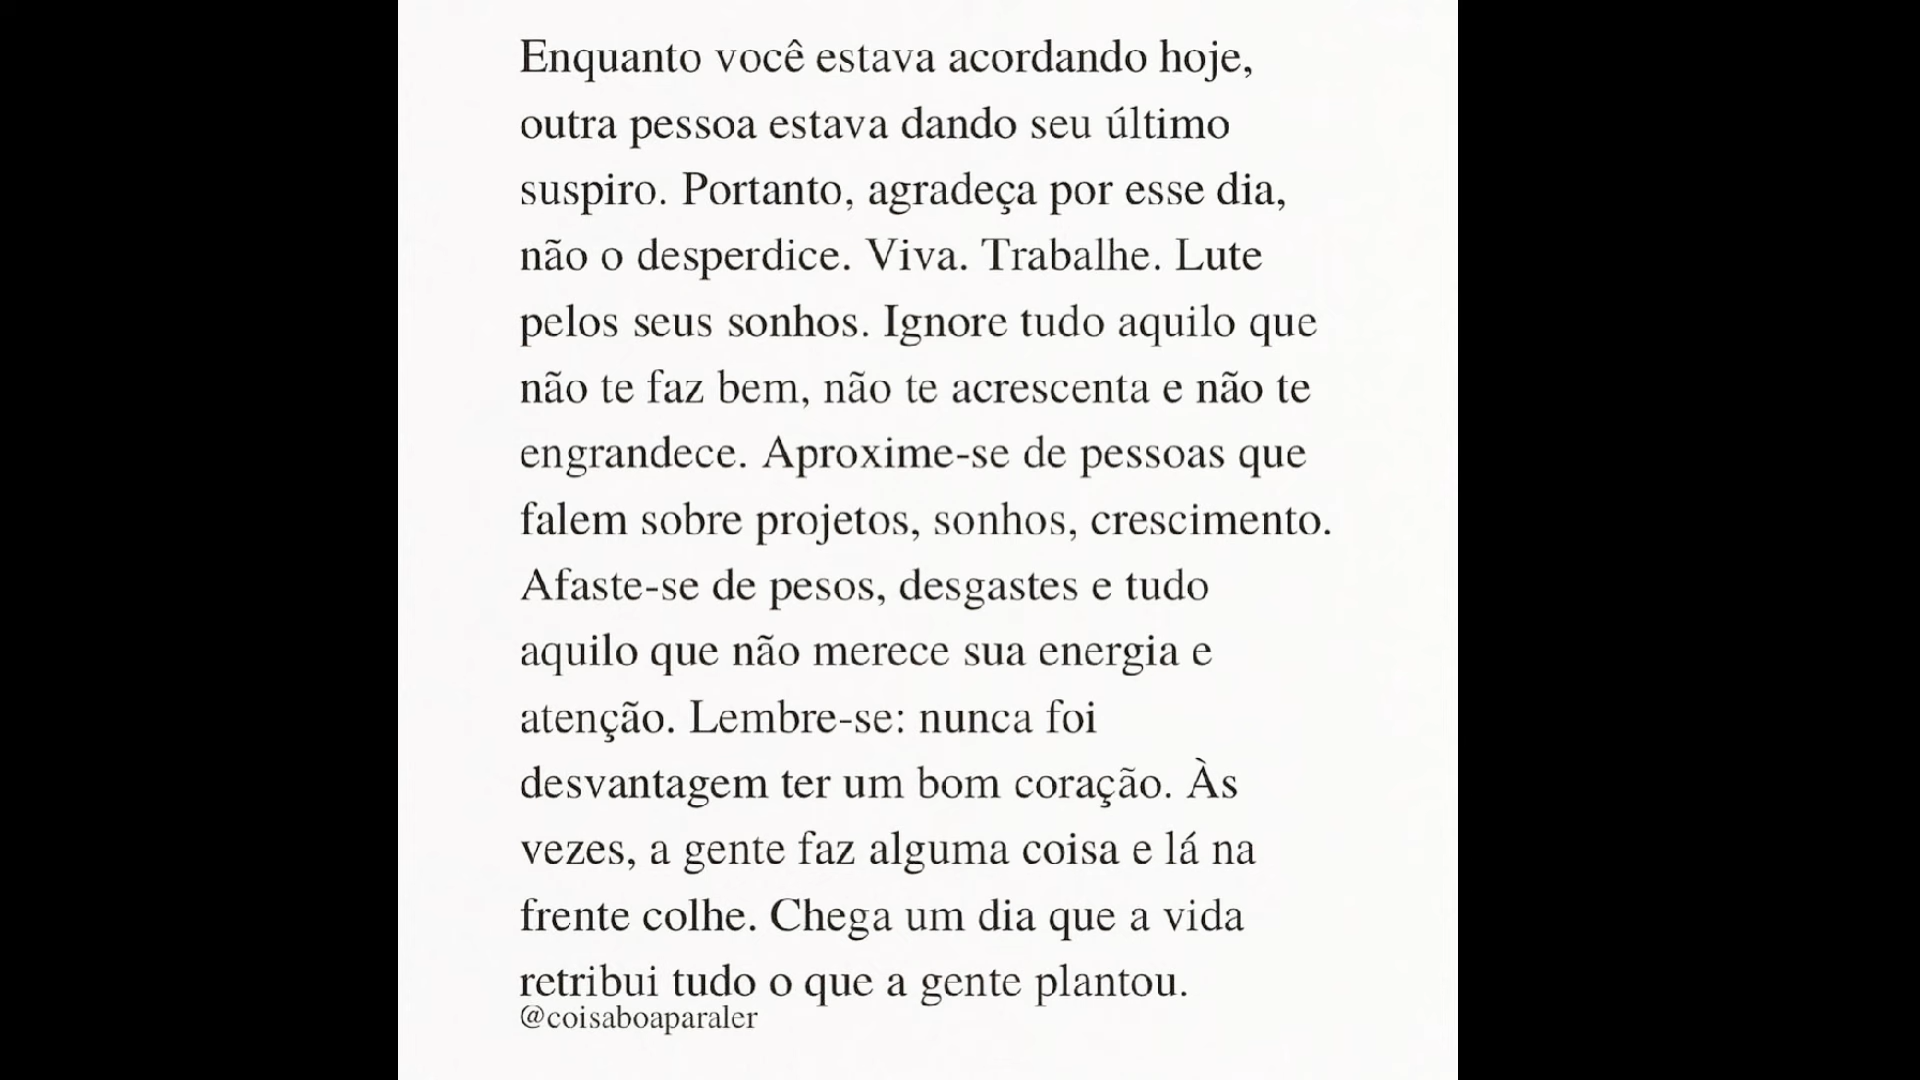 Enquanto você estava acordando hoje,
outra pessoa estava dando seu último
suspiro. Portanto, agradeça por esse dia,
não o desperdice. Viva. Trabalhe. Lute
pelos seus sonhos. Ignore tudo aquilo que
não te faz bem, não te acrescenta e não te
engrandece. Aproxime-se de pessoas que
falem sobre projetos, sonhos, crescimento.
Afaste-se de pesos, desgastes e tudo
aquilo que não merece sua energia e
atenção. Lembre-se: nunca foi
desvantagem ter um bom coração. Às
vezes, a gente faz alguma coisa e lá na
frente colhe. Chega um dia que a vida
retribui tudo o que a gente plantou.
@coisaboaparaler